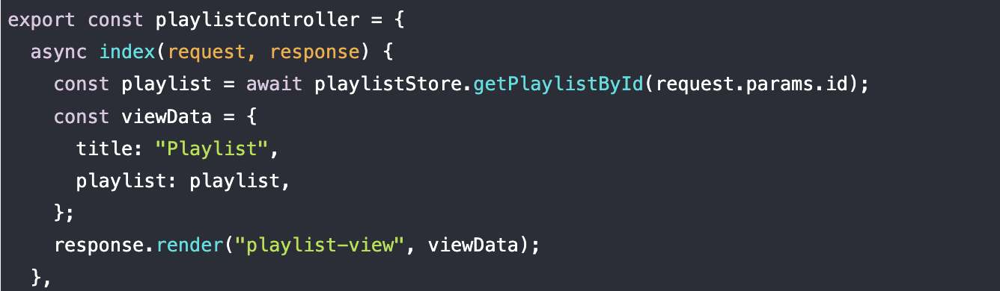 export const playlistController = {
  async index(request, response) {
    const playlist = await playlistStore.getPlaylistById(request.params.id);
    const viewData = {
      title: "Playlist",
      playlist: playlist,
    };
    response.render("playlist-view", viewData);
  },